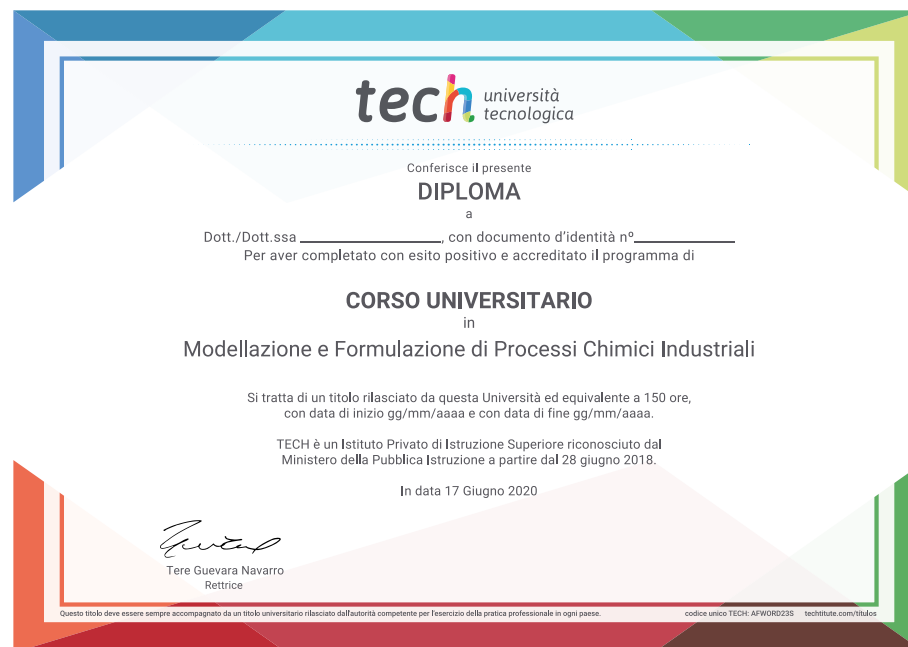 tech università
tecnologica
Conferisce il presente
DIPLOMA
a
Dott./Dott.ssa ____________________, con documento d'identità nº______________
Per aver completato con esito positivo e accreditato il programma di
CORSO UNIVERSITARIO
in
Modellazione e Formulazione di Processi Chimici Industriali
Si tratta di un titolo rilasciato da questa Università ed equivalente a 150 ore,
con data di inizio gg/mm/aaaa e con data di fine gg/mm/aaaa.
TECH è un Istituto Privato di Istruzione Superiore riconosciuto dal
Ministero della Pubblica Istruzione a partire dal 28 giugno 2018.
In data 17 Giugno 2020
Tere Guevara Navarro
Rettrice
Questo titolo deve essere sempre accompagnato da un titolo universitario rilasciato dall'autorità competente per l'esercizio della pratica professionale in ogni paese. codice unico TECH: AFWORD23S techtitute.com/titulos